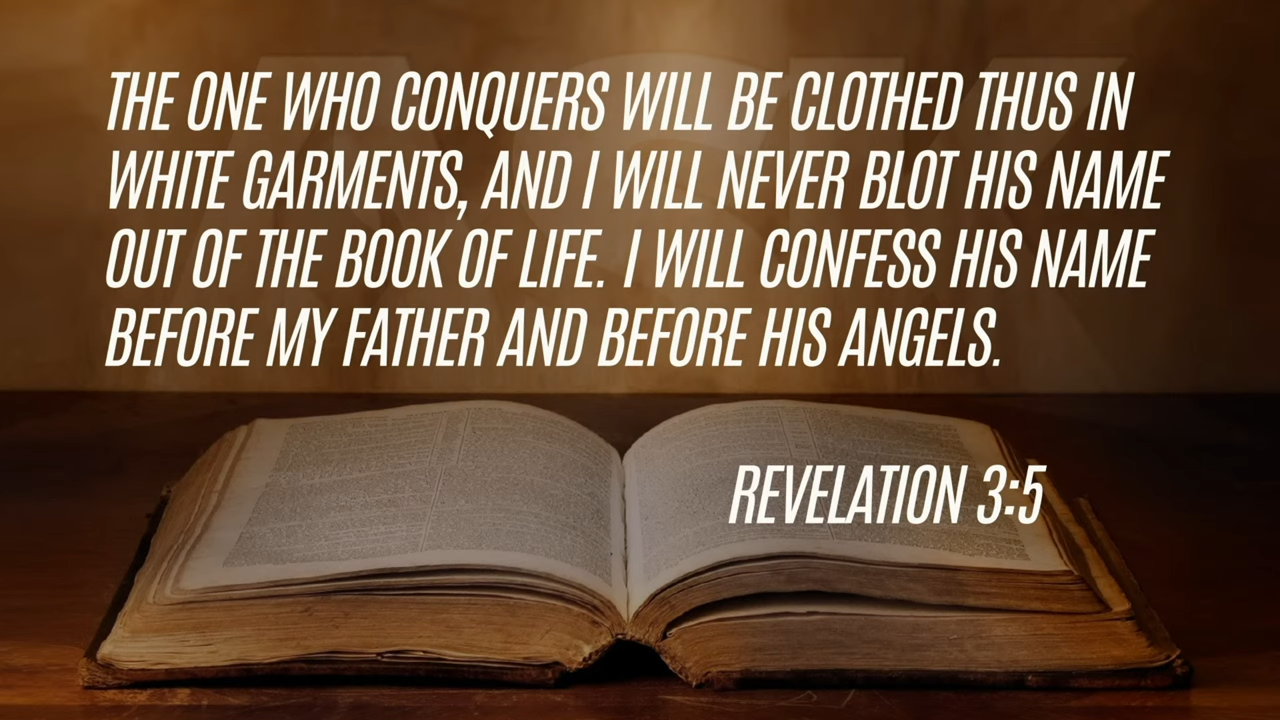 THE ONE WHO CONQUERS WILL BE CLOTHED THUS IN
WHITE GARMENTS, AND I WILL NEVER BLOT HIS NAME
OUT OF THE BOOK OF LIFE. I WILL CONFESS HIS NAME
BEFORE MY FATHER AND BEFORE HIS ANGELS.
REVELATION 3:5